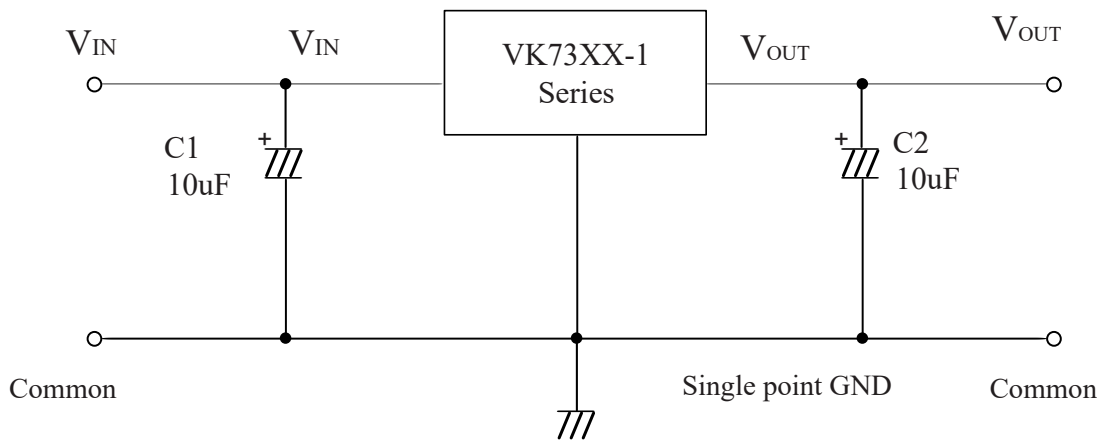 VIN
VIN
VK73XX-1
Series
VOUT
VOUT
+
C1
10uF
+
C2
10uF
Common
Single point GND
Common